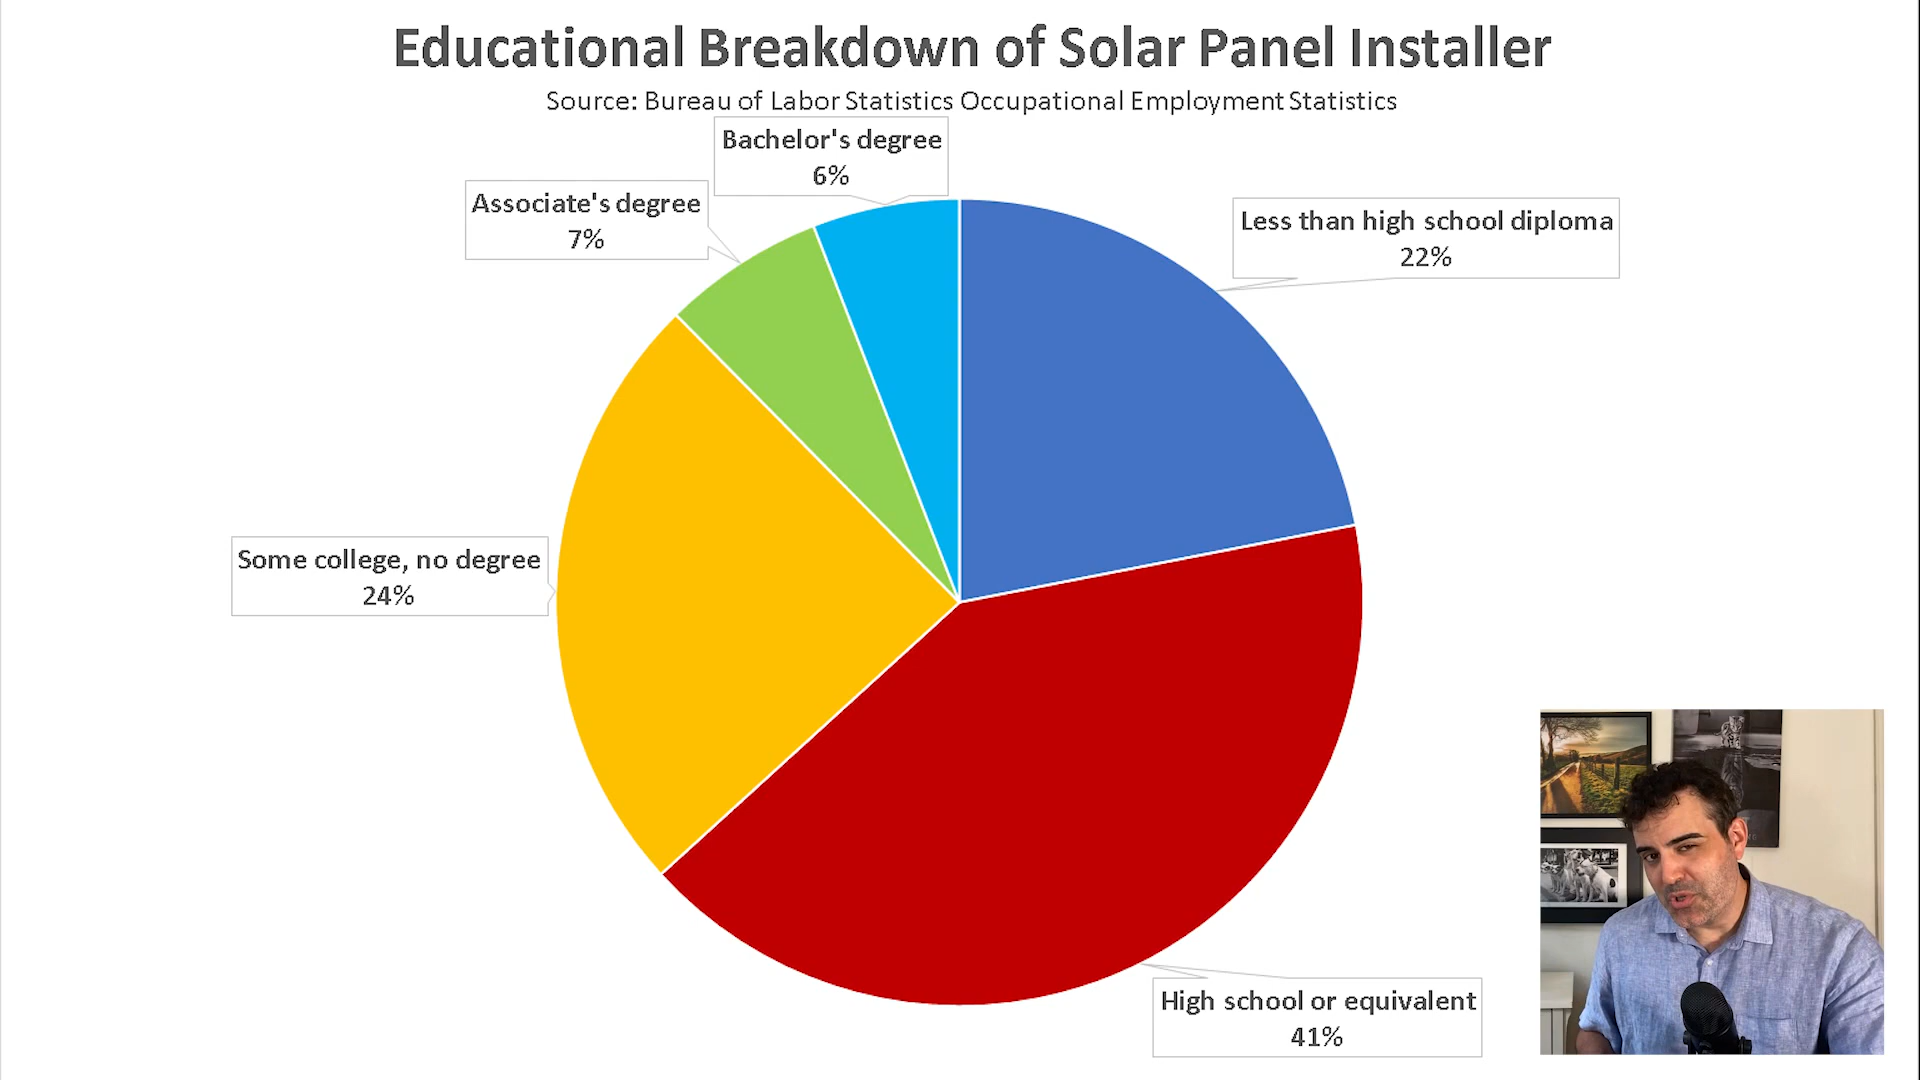 Educational Breakdown of Solar Panel Installer
Source: Bureau of Labor Statistics Occupational Employment Statistics
Bachelor's degree
6%
Associate's degree
7%
Less than high school diploma
22%
Some college, no degree
24%
High school or equivalent
41%